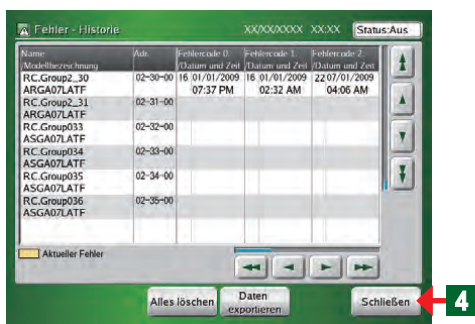 Fehler - Historie XX/XX/XXXX XX:XX Status:Aus
Name Adr. Fehlercode 0. Fehlercode 1. Fehlercode 2.
/Modellbezeichnung /Datum und Zeit /Datum und Zeit /Datum und Zeit
RC.Group2_30 02-30-00 16 01/01/2009 16 01/01/2009 22 07/01/2009
ARGA07LATF 07:37 PM 02:32 AM 04:06 AM
RC.Group2_31 02-31-00
ARGA07LATF
RC.Group033 02-32-00
ASGA07LATF
RC.Group034 02-33-00
ASGA07LATF
RC.Group035 02-34-00
ASGA07LATF
RC.Group036 02-35-00
ASGA07LATF
Aktueller Fehler
Alles löschen Daten exportieren Schließen 4